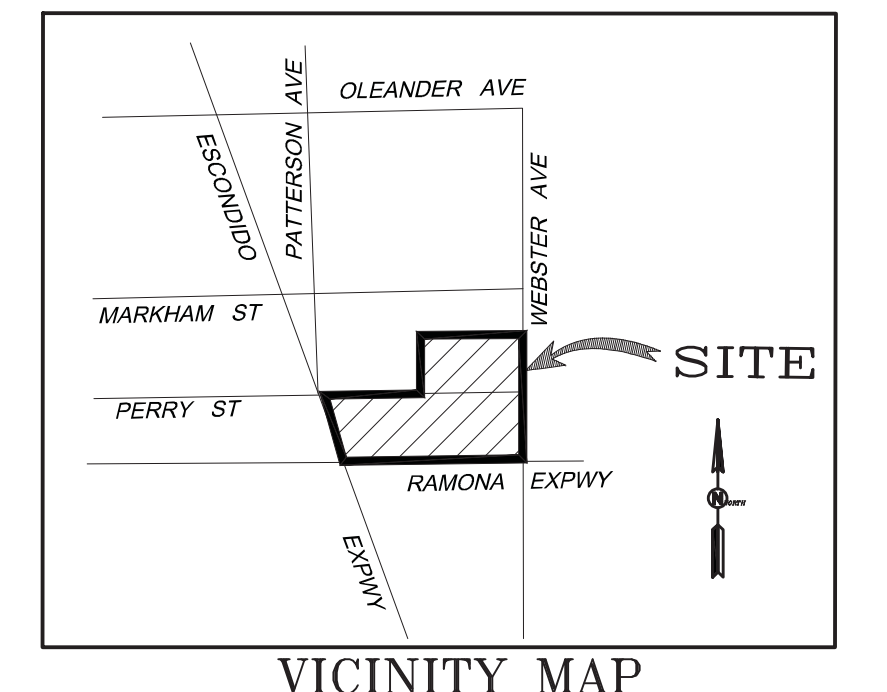 OLEANDER AVE
PATTERSON AVE
ESCONDIDO
WEBSTER AVE
MARKHAM ST
SITE
PERRY ST
RAMONA EXPWY
NORTH
EXPWY
VICINITY MAP